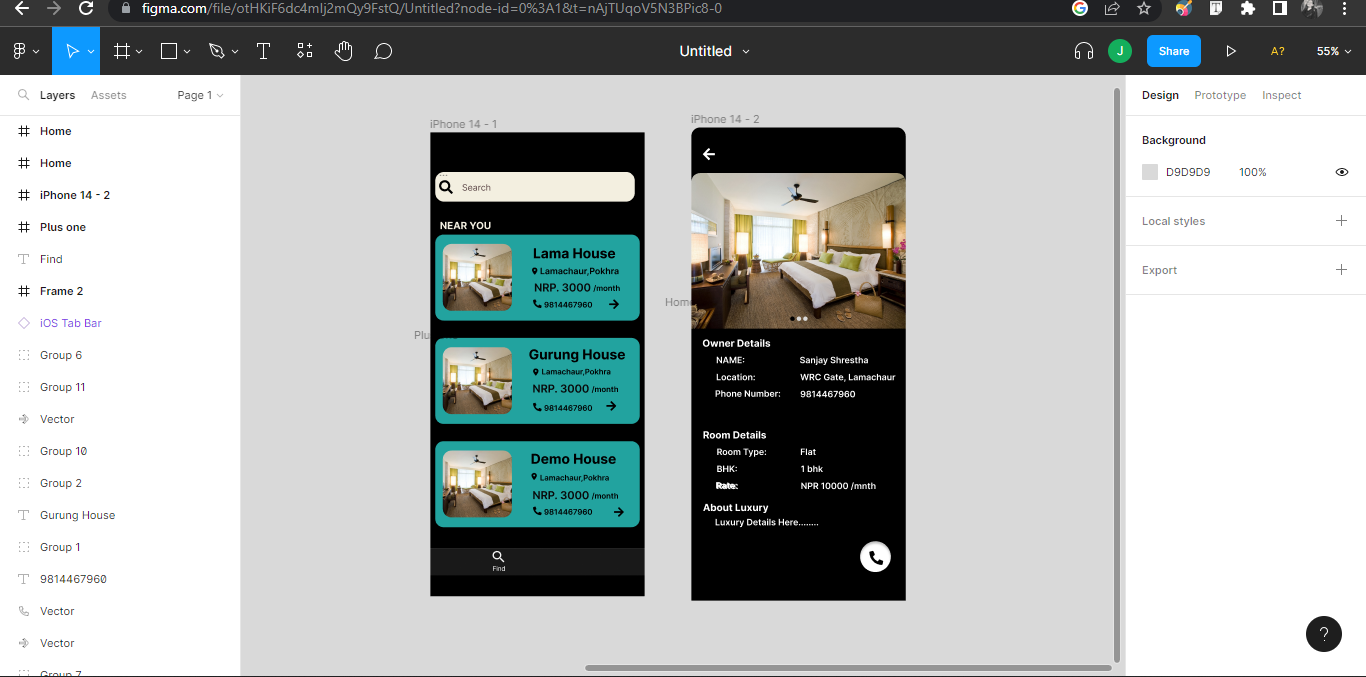 figma.com/file/otHKiF6dc4mlj2mQy9FstQ/Untitled?node-id=0%3A1&t=nAjTUqoV5N3BPic8-0
Untitled
J
Share
A?
55%
Layers
Assets
Page 1
Home
Home
iPhone 14 - 2
Plus one
Find
Frame 2
iOS Tab Bar
Group 6
Group 11
Vector
Group 10
Group 2
Gurung House
Group 1
9814467960
Vector
Vector
Group 7
iPhone 14 - 1
Search
NEAR YOU
Lama House
Lamachaur,Pokhra
NRP. 3000 /month
9814467960
Plu
Gurung House
Lamachaur,Pokhra
NRP. 3000 /month
9814467960
Demo House
Lamachaur,Pokhra
NRP. 3000 /month
9814467960
Find
iPhone 14 - 2
Home
Owner Details
NAME: Sanjay Shrestha
Location: WRC Gate, Lamachaur
Phone Number: 9814467960
Room Details
Room Type: Flat
BHK: 1 bhk
Rate: NPR 10000 /mnth
About Luxury
Luxury Details Here........
Design
Prototype
Inspect
Background
D9D9D9 100%
Local styles
Export
?